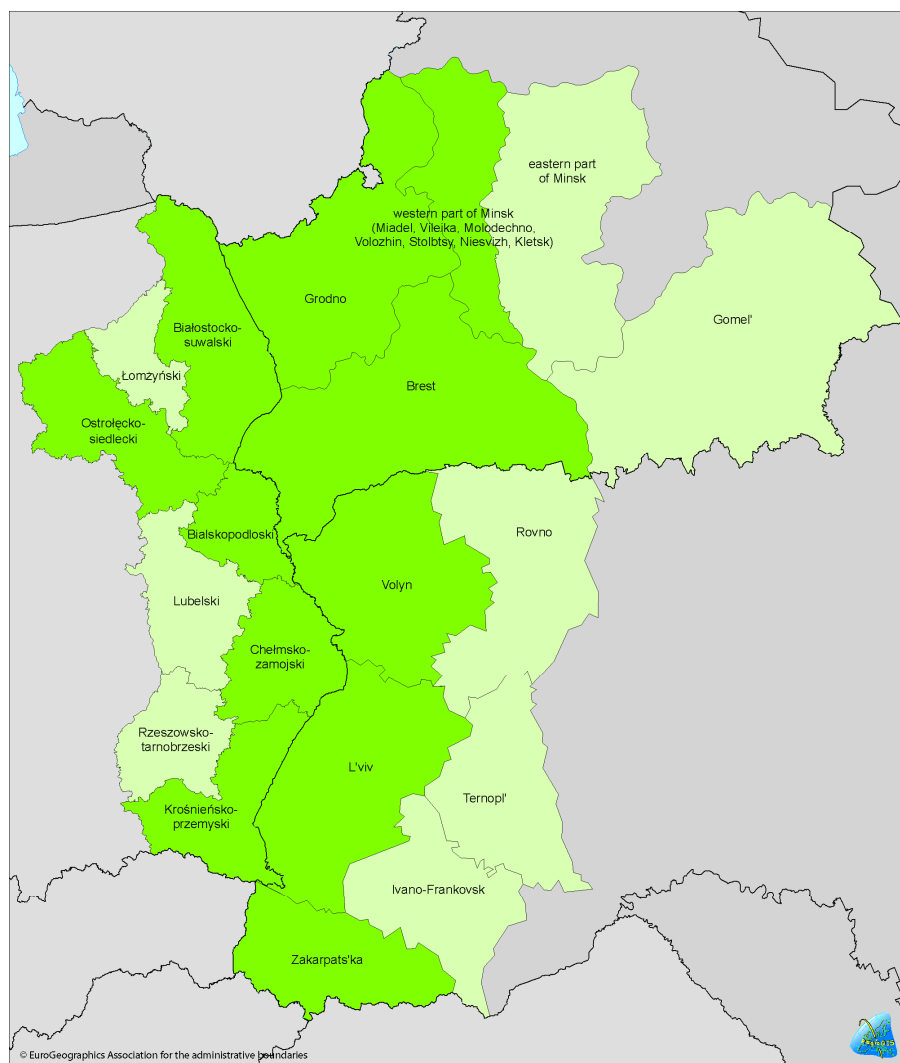 eastern part
of Minsk
western part of Minsk
(Miadel, Vilejka, Molodechno,
Volozhin, Stolbtsy, Niesvizh, Kletsk)
Grodno
Gomel'
Białostocko-
suwalski
Łomżyński
Brest
Ostrołęcko-
siedlecki
Bialskopodloski
Rovno
Volyn
Lubelski
Chełmsko-
zamojski
Rzeszowsko-
tarnobrzeski
L'viv
Ternopl'
Krośnieńsko-
przemyski
Ivano-Frankovsk
Zakarpats'ka
© EuroGeographics Association for the administrative boundaries